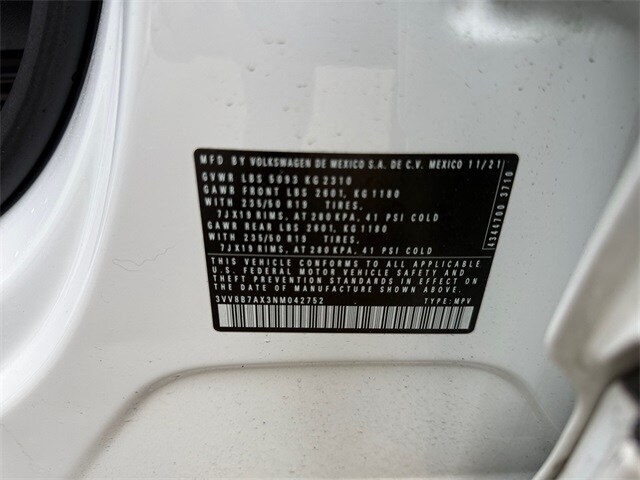 MFD BY VOLKSWAGEN DE MEXICO S.A. DE C.V. MEXICO 11/21
GVWR LBS 5093 KG 2310
GAWR FRONT LBS 2601, KG 1180
WITH 235/50 R19 TIRES,
7JX19 RIMS, AT 280 KPA, 41 PSI COLD
GAWR REAR LBS 2601, KG 1180
WITH 235/50 R19 TIRES,
7JX19 RIMS, AT 280 KPA, 41 PSI COLD
THIS VEHICLE CONFORMS TO ALL APPLICABLE
U.S. FEDERAL MOTOR VEHICLE SAFETY AND
THEFT PREVENTION STANDARDS IN EFFECT ON
THE DATE OF MANUFACTURE SHOWN ABOVE.
3VV8B7AX3NM042752 TYPE: MPV
4344700 3710